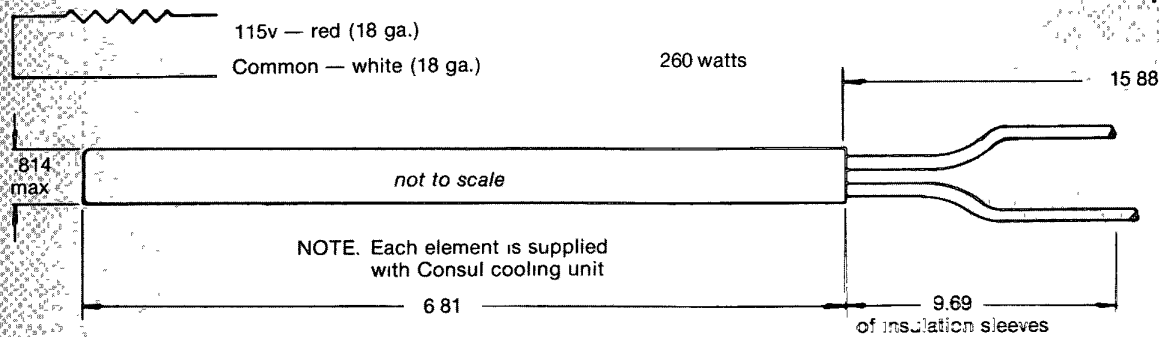 115v — red (18 ga.)
Common — white (18 ga.)
260 watts
15 88
.814
max
not to scale
NOTE. Each element is supplied
with Consul cooling unit
6 81
9.69
of insulation sleeves